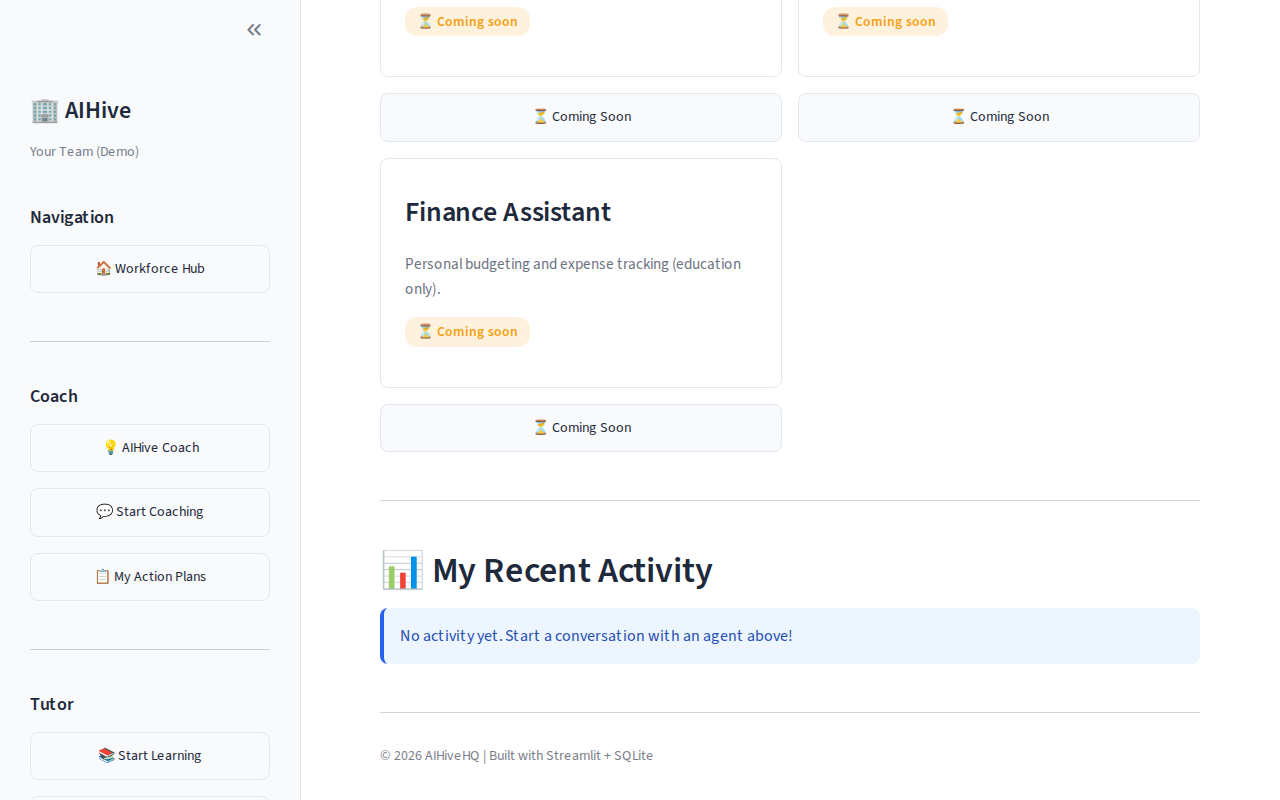 AIHive
Your Team (Demo)
Navigation
🏠 Workforce Hub
Coach
💡 AIHive Coach
💬 Start Coaching
📋 My Action Plans
Tutor
📚 Start Learning
⏳ Coming soon
⏳ Coming soon
⏳ Coming Soon
⏳ Coming Soon
Finance Assistant
Personal budgeting and expense tracking (education
only).
⏳ Coming soon
⏳ Coming Soon
📊 My Recent Activity
No activity yet. Start a conversation with an agent above!
© 2026 AIHiveHQ | Built with Streamlit + SQLite